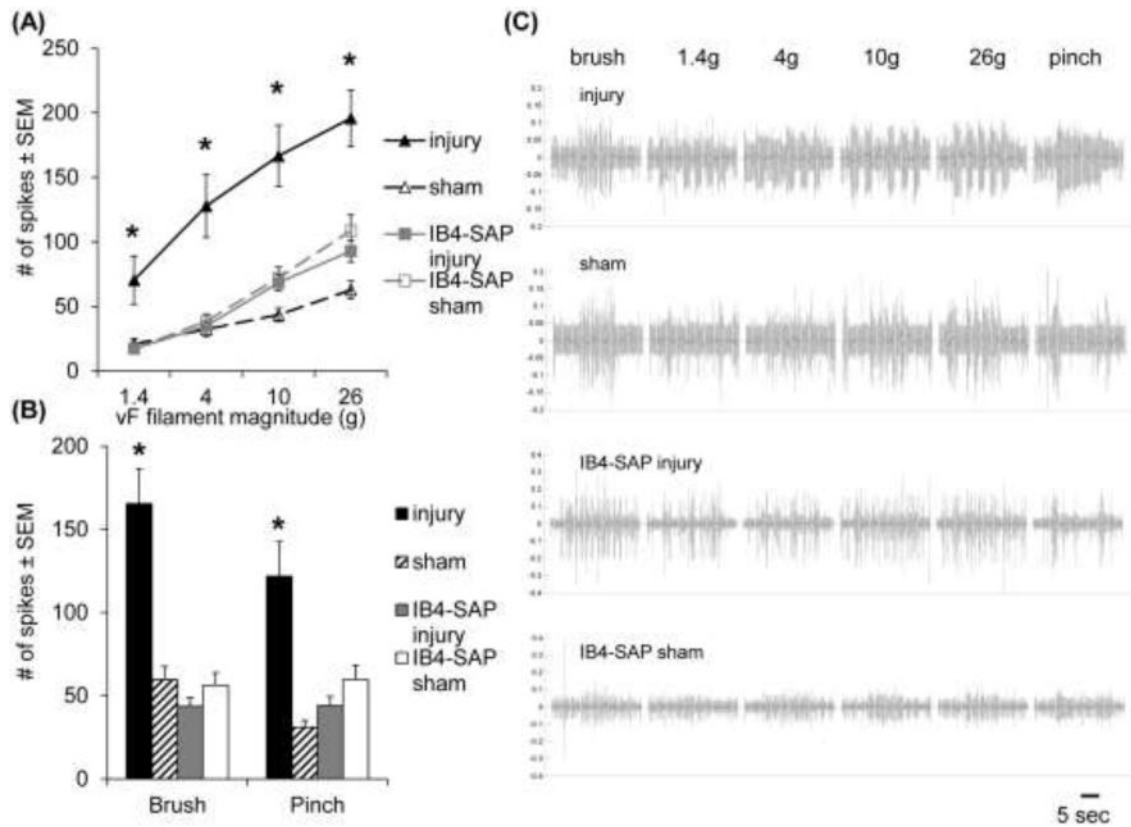 (A)
250
200
150
100
50
0
# of spikes ± SEM
* * * *
1.4 4 10 26
vF filament magnitude (g)
injury
sham
IB4-SAP
injury
IB4-SAP
sham
(B)
200
150
100
50
0
# of spikes ± SEM
* *
Brush Pinch
injury
sham
IB4-SAP
injury
IB4-SAP
sham
(C)
brush 1.4g 4g 10g 26g pinch
injury
sham
IB4-SAP injury
IB4-SAP sham
5 sec